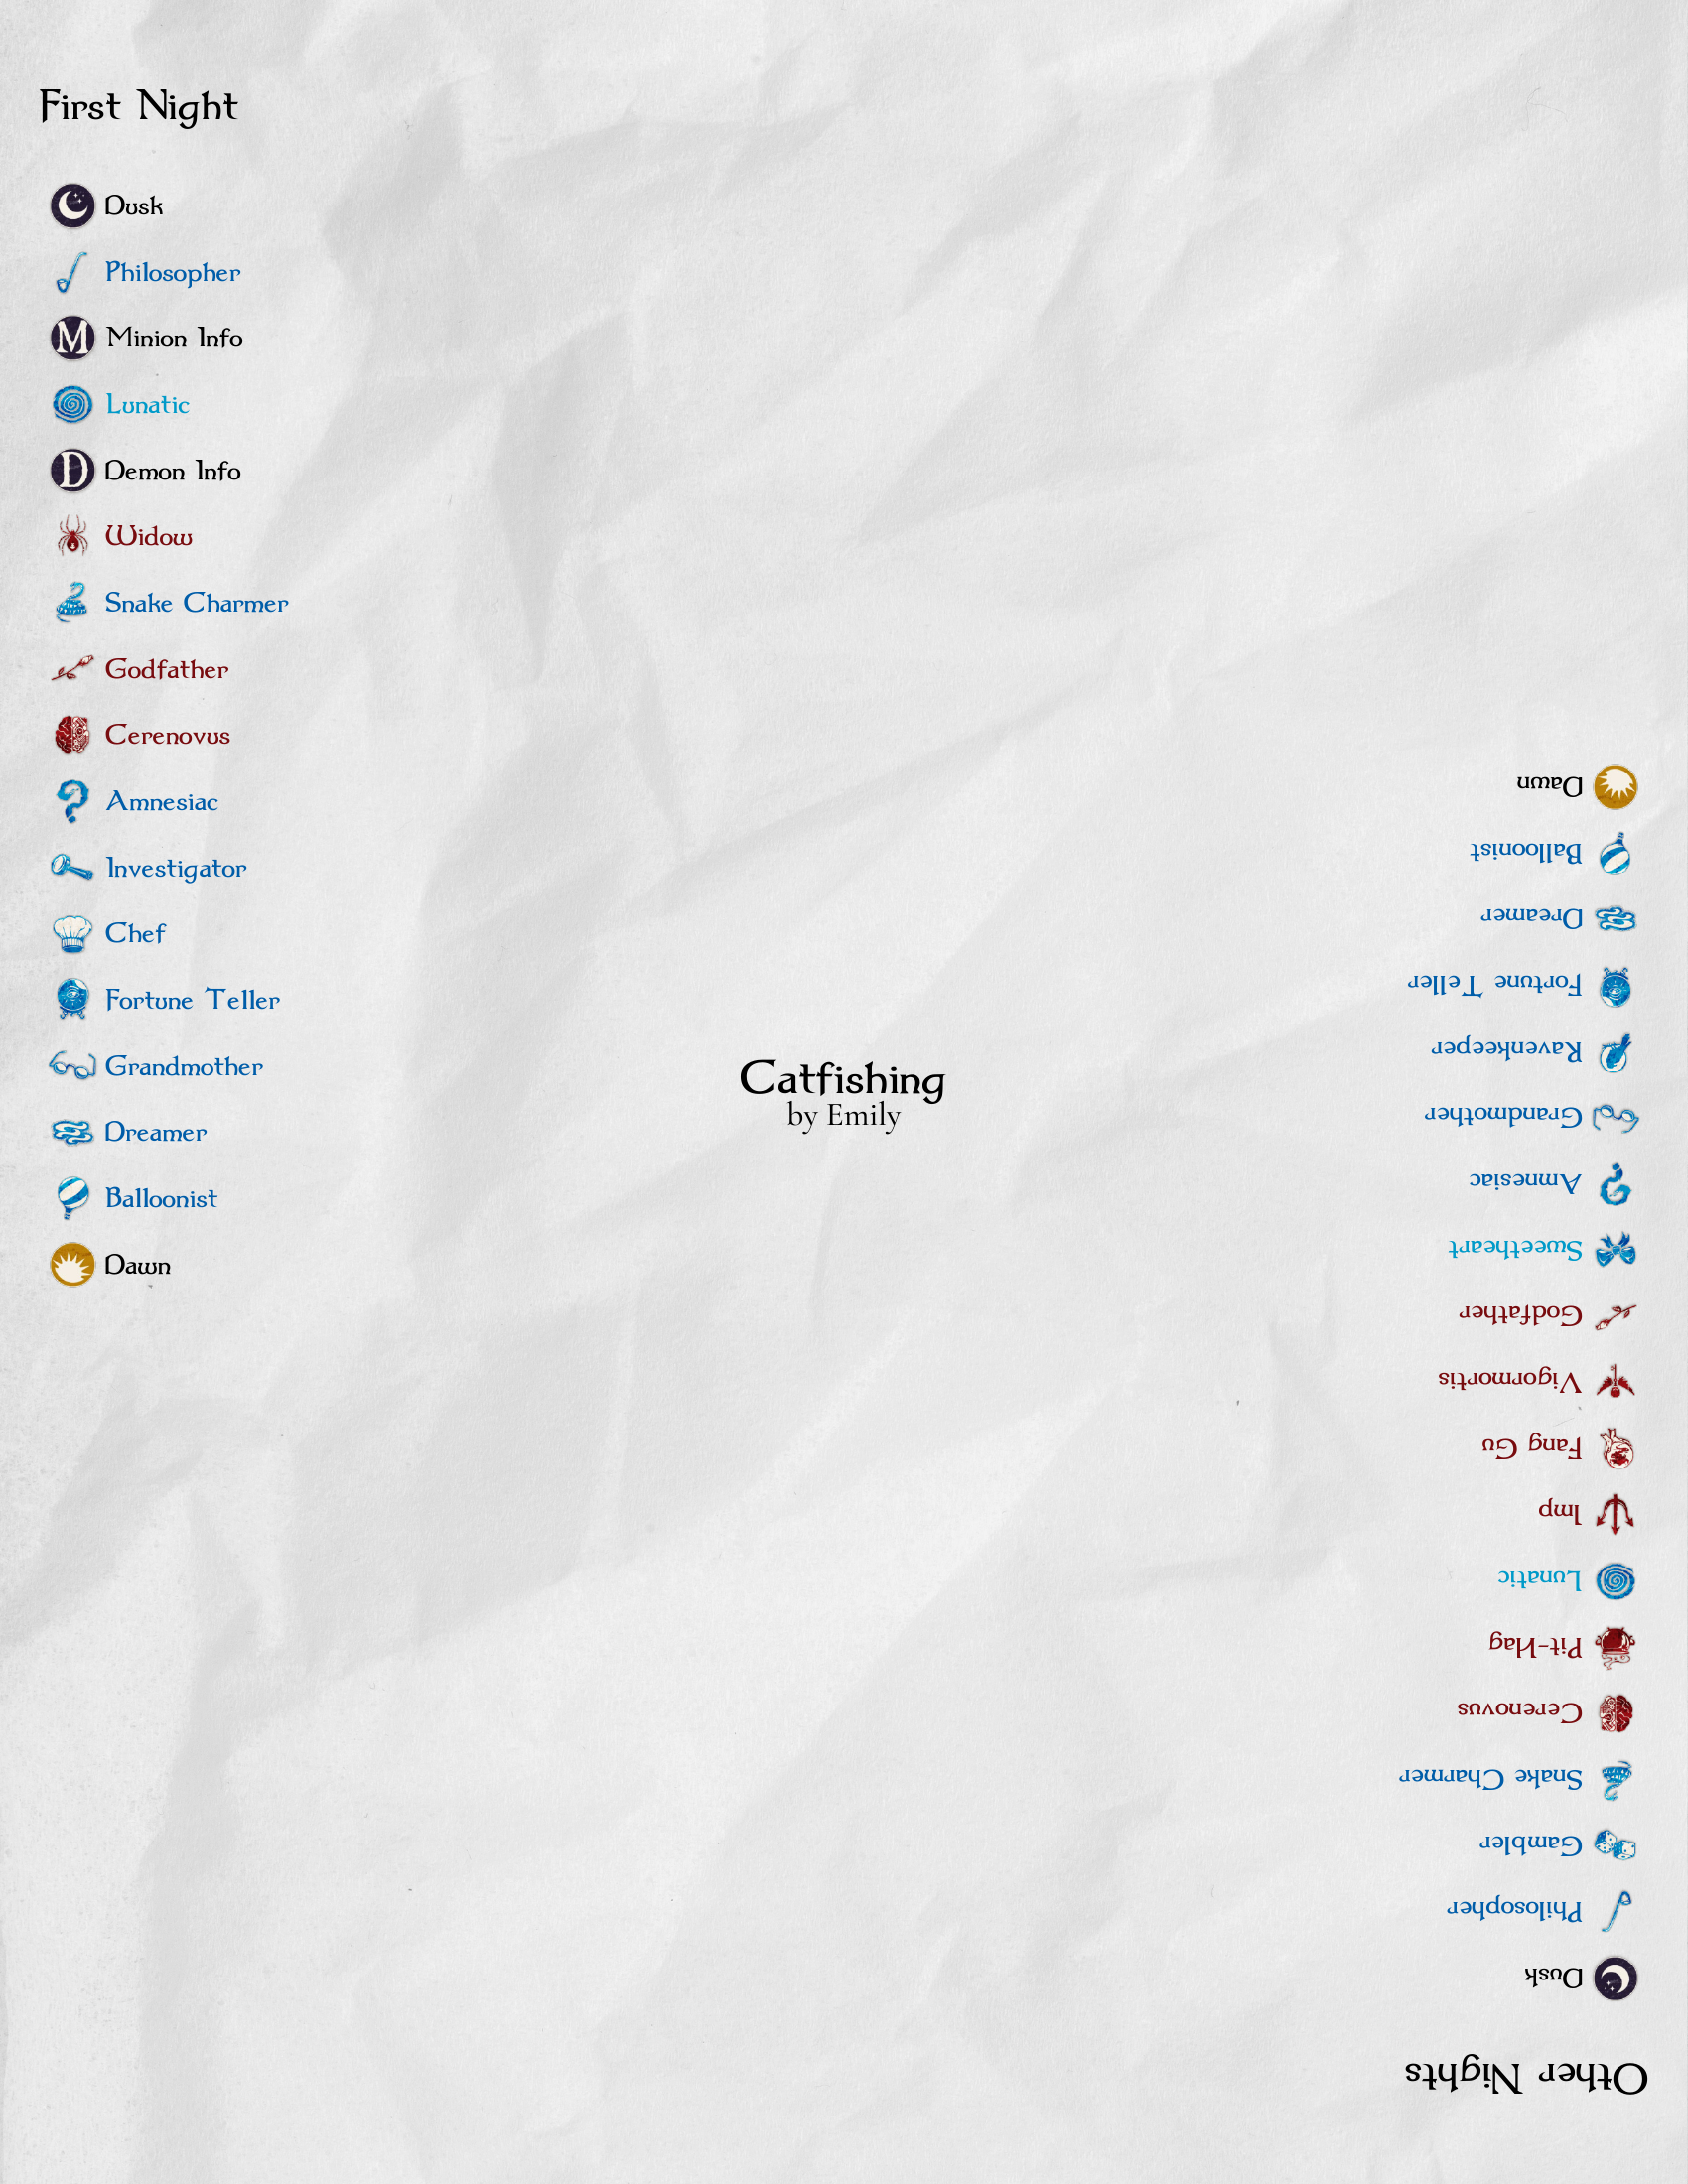 First Night
Dusk
Philosopher
Minion Info
Lunatic
Demon Info
Widow
Snake Charmer
Godfather
Cerenovus
Amnesiac
Investigator
Chef
Fortune Teller
Grandmother
Dreamer
Balloonist
Dawn
Catfishing
by Emily
Other Nights
Dusk
Philosopher
Gambler
Snake Charmer
Cerenovus
Pit-Hag
Lunatic
Imp
Fang Gu
Vigormortis
Godfather
Sweetheart
Amnesiac
Grandmother
Ravenkeeper
Fortune Teller
Dreamer
Balloonist
Dawn